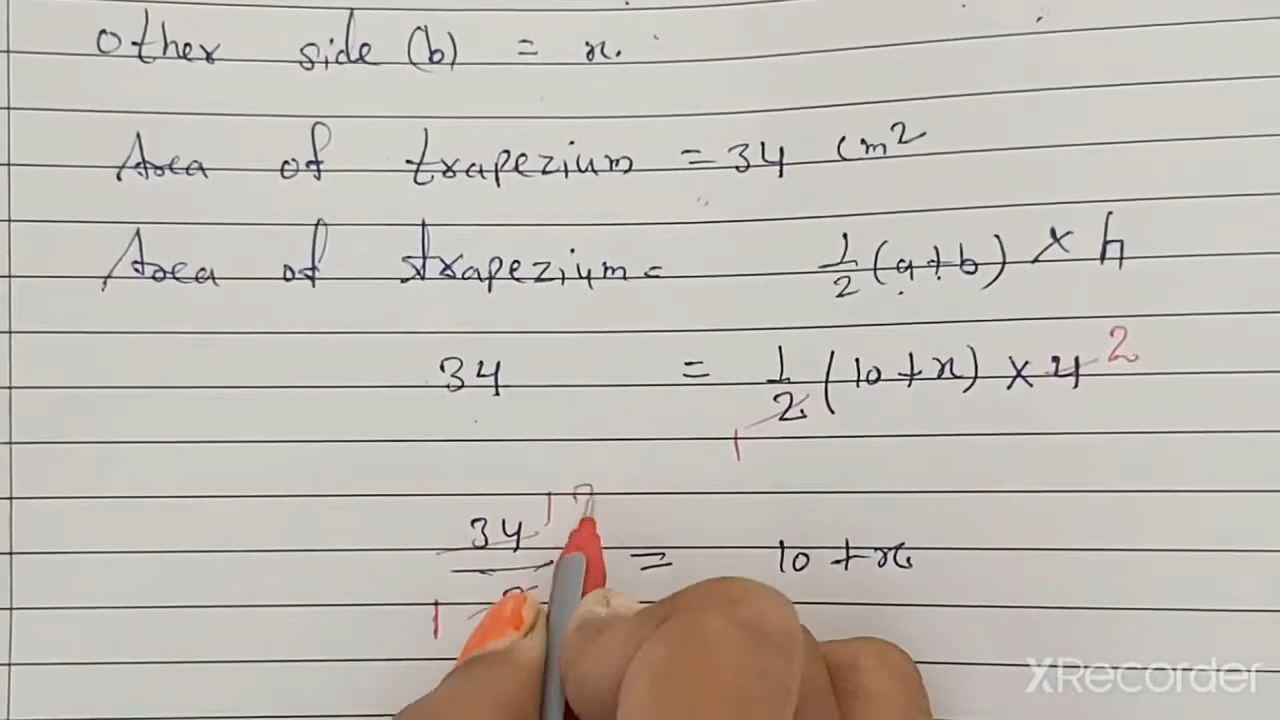 Other side (b) = x.
Area of trapezium = 34 cm²
Area of trapezium = 1/2 (a+b) × h
34 = 1/2 (10+x) × 4 2
1
34 17 = 10 + x
1
XRecorder